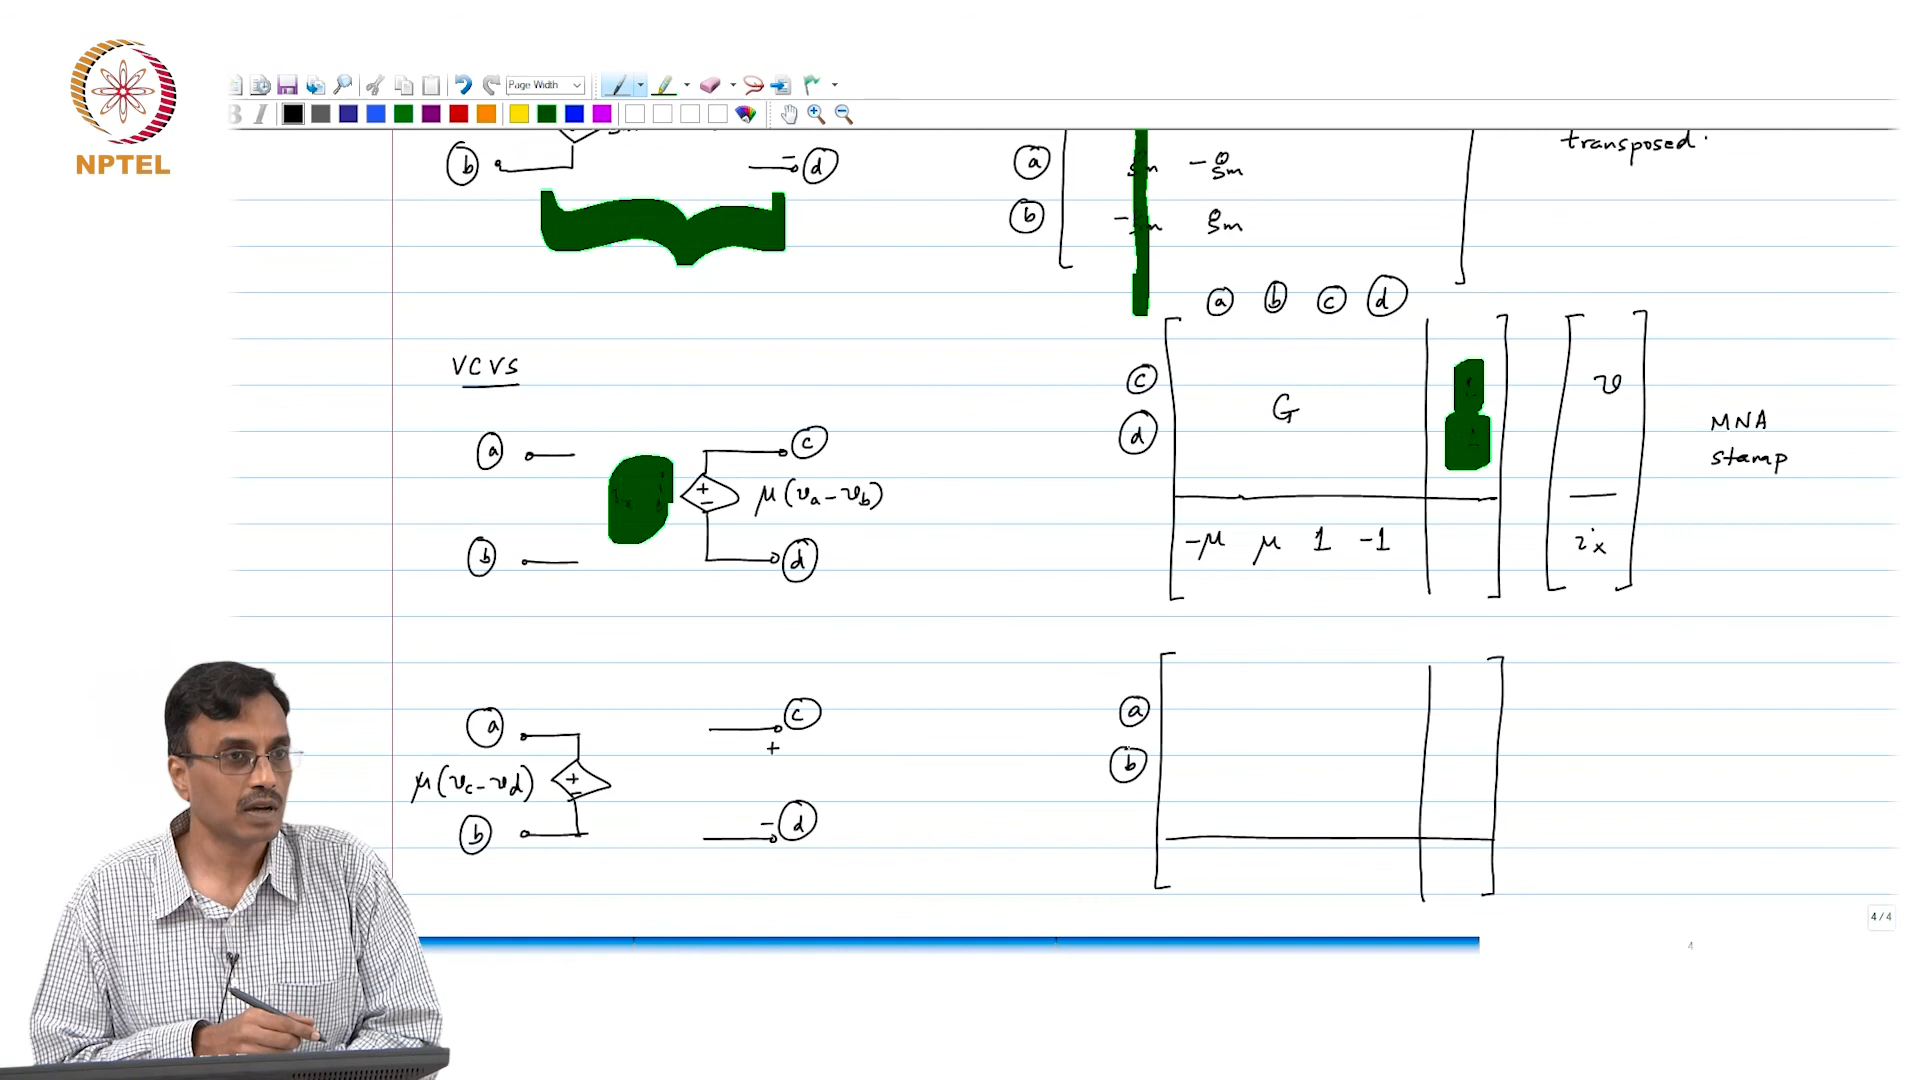 NPTEL
Page Width
b
d
a gm -gm
b -gm gm
transposed.
a b c d
VCVS
a
b
c
d
μ(va-vb)
c
d
G
-μ μ 1 -1
v
ix
MNA
stamp
a
b
μ(vc-vd)
c
+
-
d
a
b
4/4
4